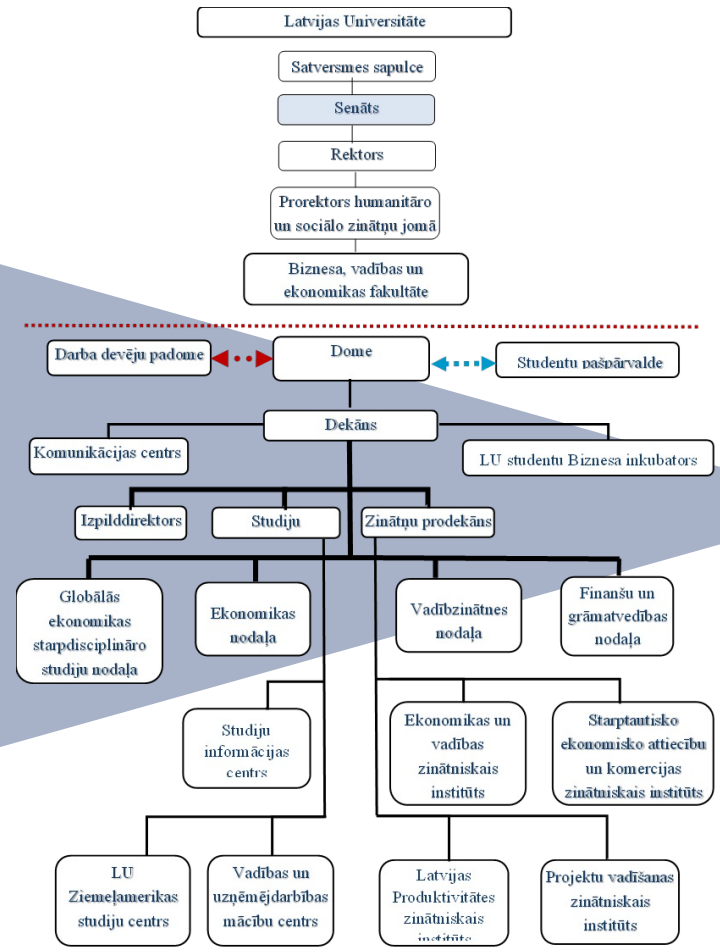 Latvijas Universitāte
Satversmes sapulce
Senāts
Rektors
Prorektors humanitāro
un sociālo zinātņu jomā
Biznesa, vadības un
ekonomikas fakultāte
Darba devēju padome
Dome
Studentu pašpārvalde
Dekāns
Komunikācijas centrs
LU studentu Biznesa inkubators
Izpilddirektors
Studiju
Zinātņu prodekāns
Globālās
ekonomikas
starpdisciplināro
studiju nodaļa
Ekonomikas
nodaļa
Vadībzinātnes
nodaļa
Finanšu un
grāmatvedības
nodaļa
Studiju
informācijas
centrs
Ekonomikas un
vadības
zinātniskais
institūts
Starptautisko
ekonomisko attiecību
un komercijas
zinātniskais institūts
LU
Ziemeļamerikas
studiju centrs
Vadības un
uzņēmējdarbības
mācību centrs
Latvijas
Produktivitātes
zinātniskais
institūts
Projektu vadīšanas
zinātniskais
institūts